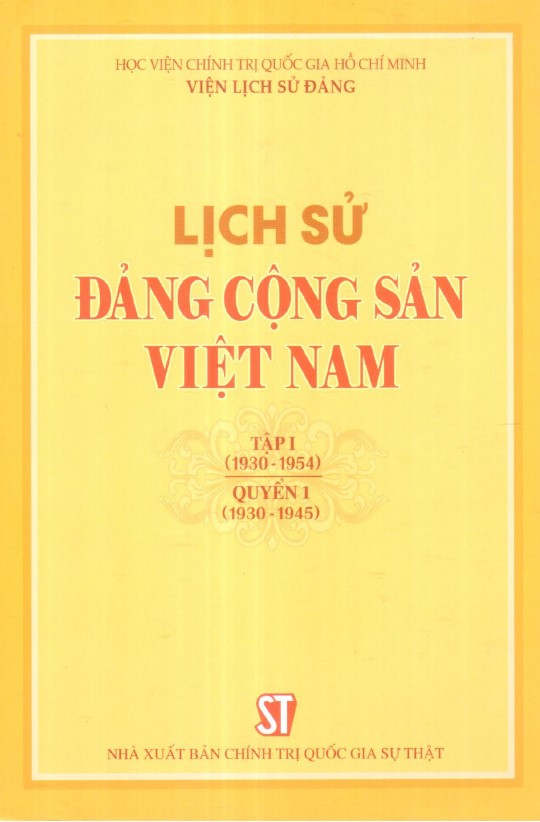 HỌC VIỆN CHÍNH TRỊ QUỐC GIA HỒ CHÍ MINH
VIỆN LỊCH SỬ ĐẢNG
LỊCH SỬ
ĐẢNG CỘNG SẢN
VIỆT NAM
TẬP I
(1930 - 1954)
QUYỂN 1
(1930 - 1945)
ST
NHÀ XUẤT BẢN CHÍNH TRỊ QUỐC GIA SỰ THẬT